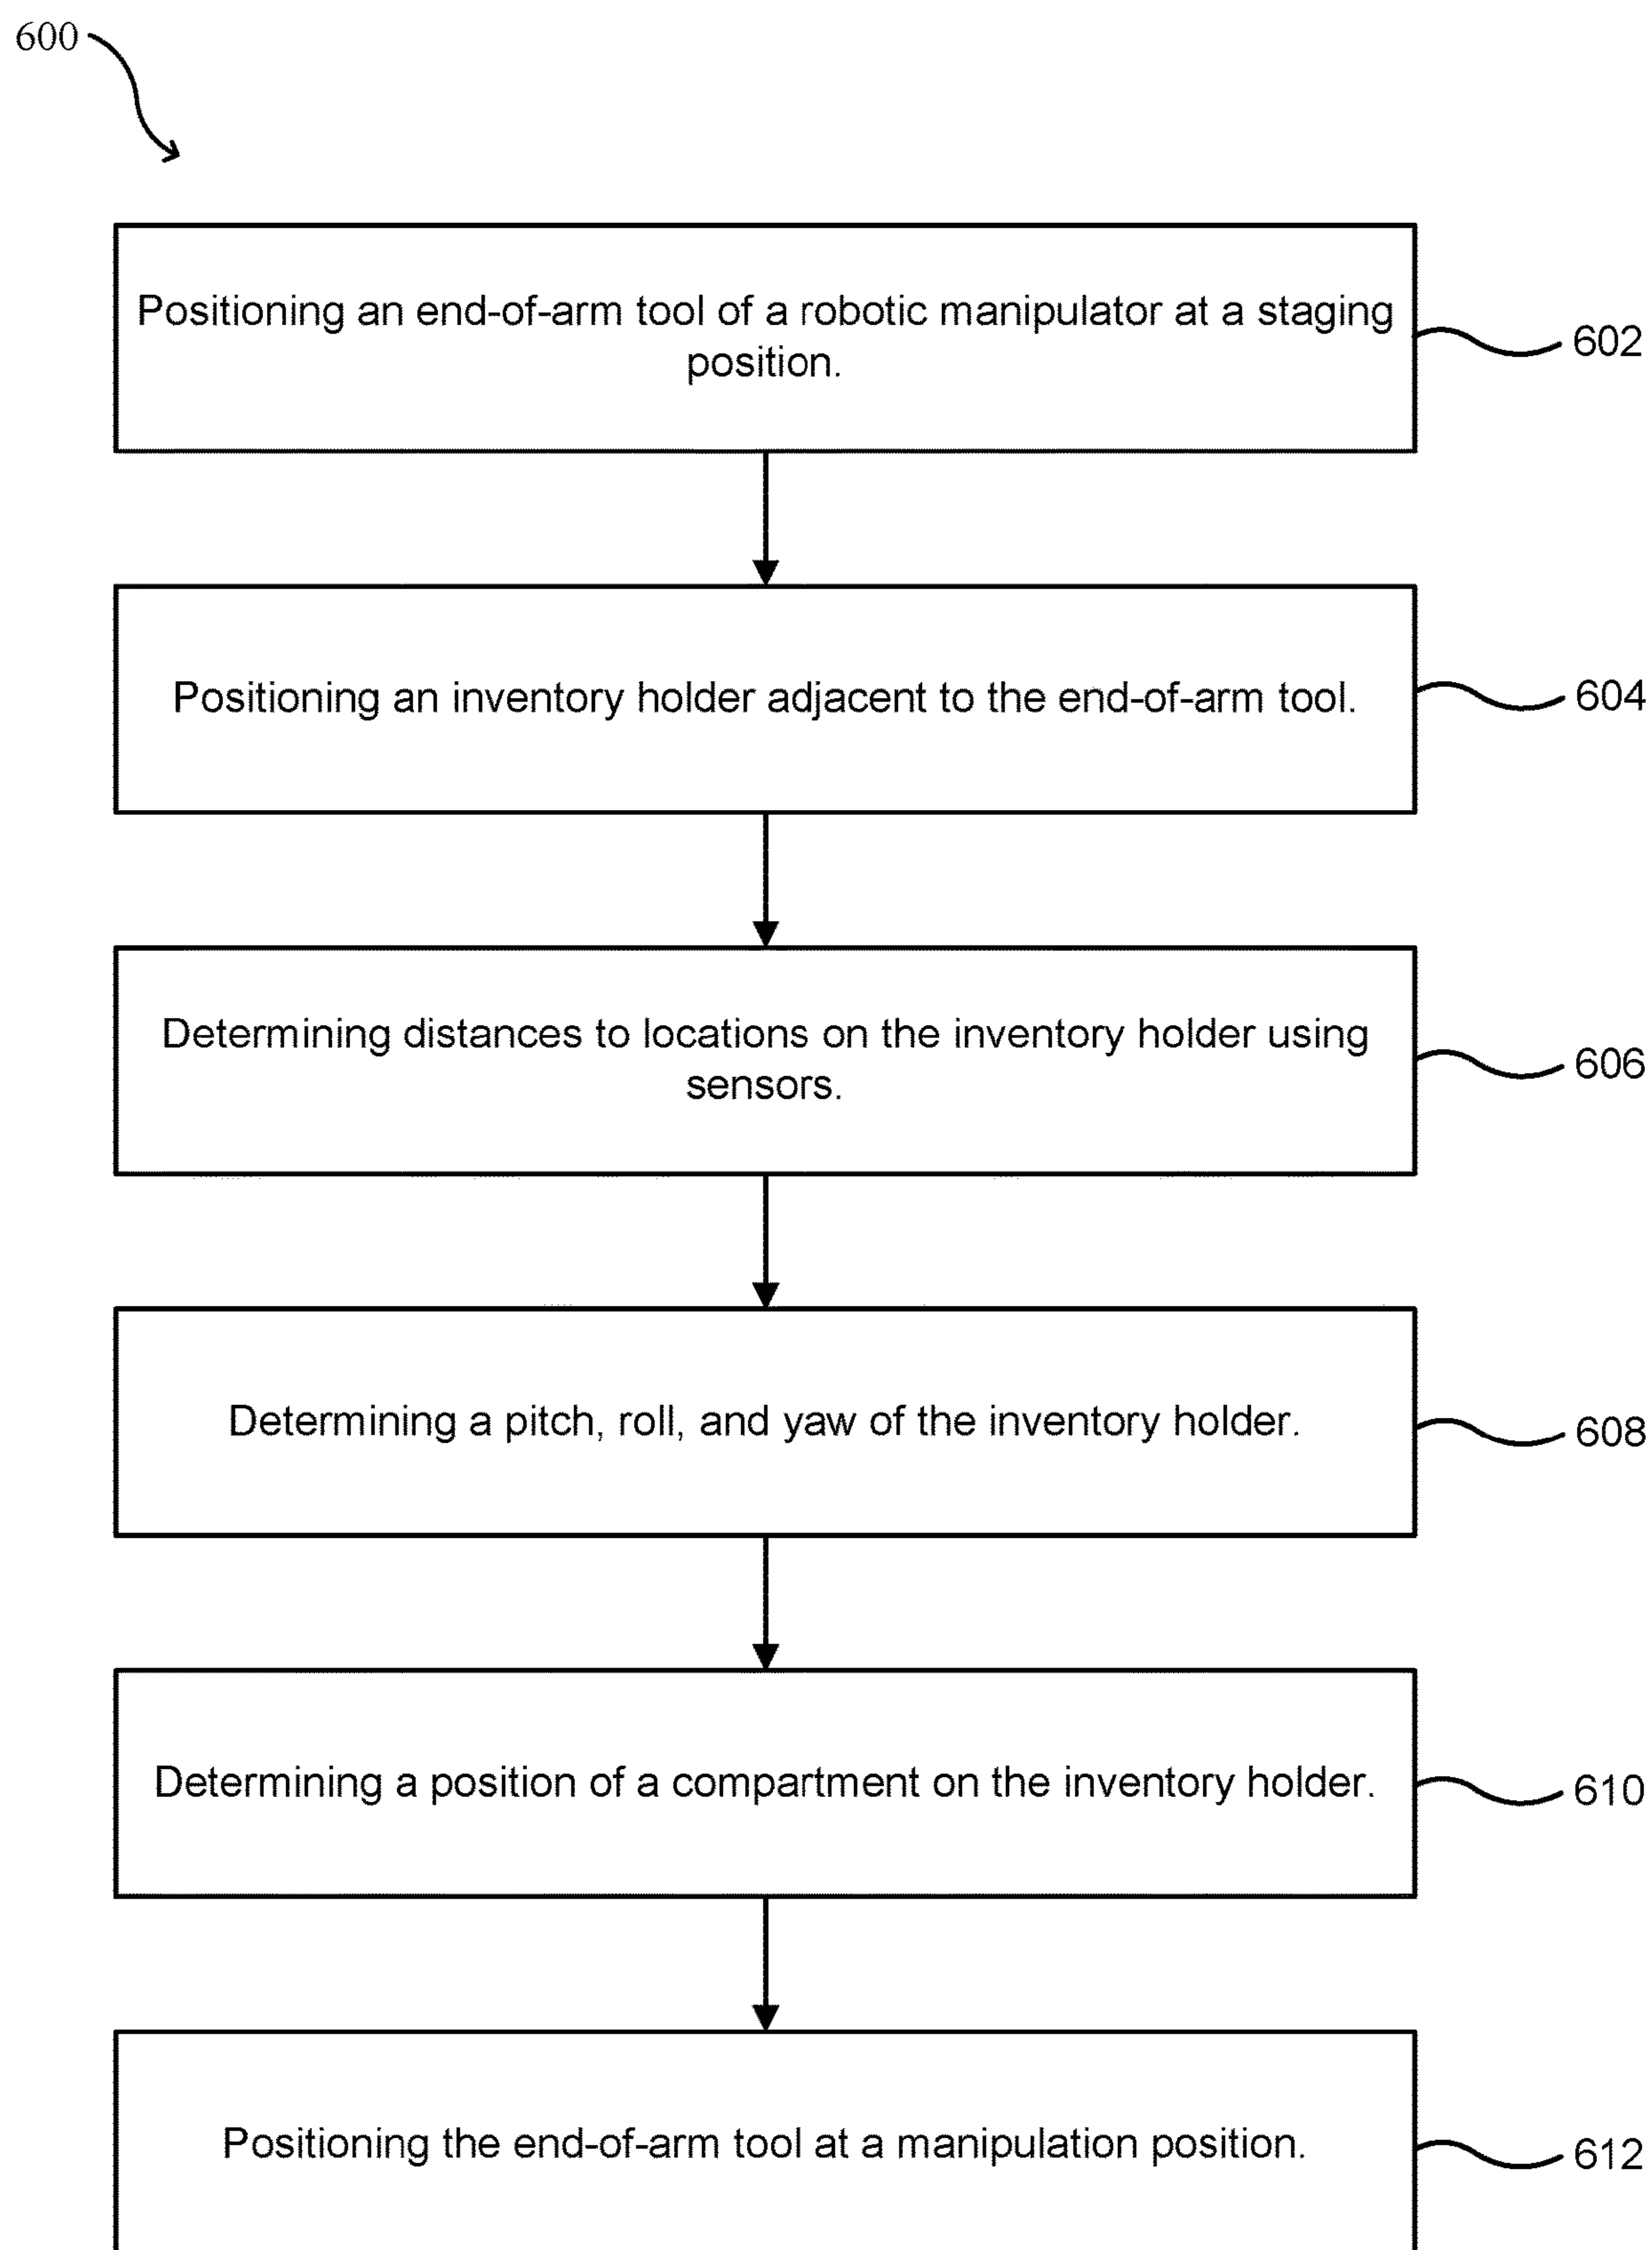 600
Positioning an end-of-arm tool of a robotic manipulator at a staging
position.
602
Positioning an inventory holder adjacent to the end-of-arm tool.
604
Determining distances to locations on the inventory holder using
sensors.
606
Determining a pitch, roll, and yaw of the inventory holder.
608
Determining a position of a compartment on the inventory holder.
610
Positioning the end-of-arm tool at a manipulation position.
612